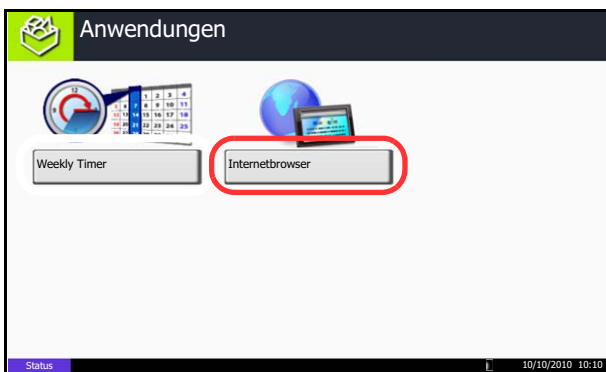 Anwendungen
Weekly Timer
Internetbrowser
Status
10/10/2010 10:10